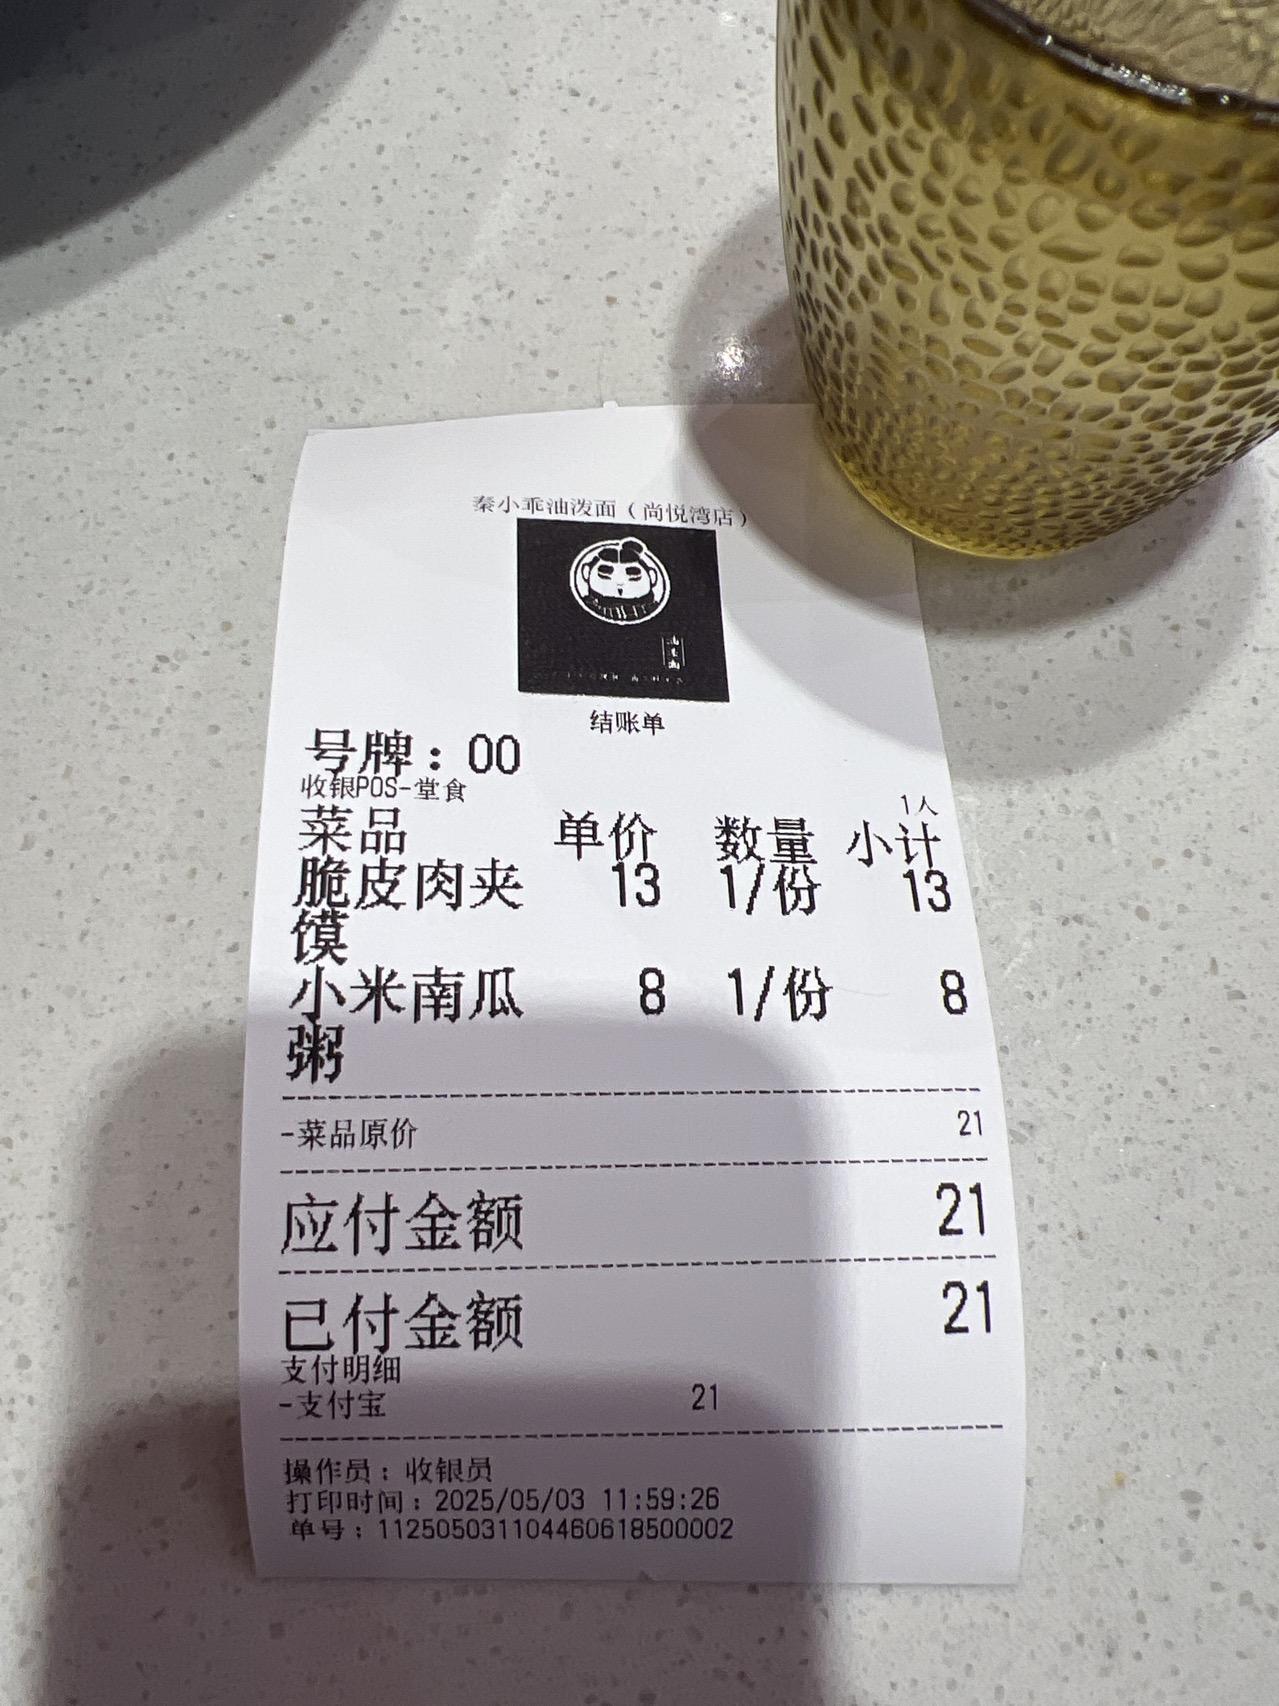 秦小乖油泼面（尚悦湾店）
结账单
号牌：00
收银POS-堂食
1人
菜品 单价 数量 小计
脆皮肉夹馍 13 1/份 13
小米南瓜粥 8 1/份 8
-菜品原价 21
应付金额 21
已付金额 21
支付明细
-支付宝 21
操作员：收银员
打印时间：2025/05/03 11:59:26
单号：112505031104460618500002